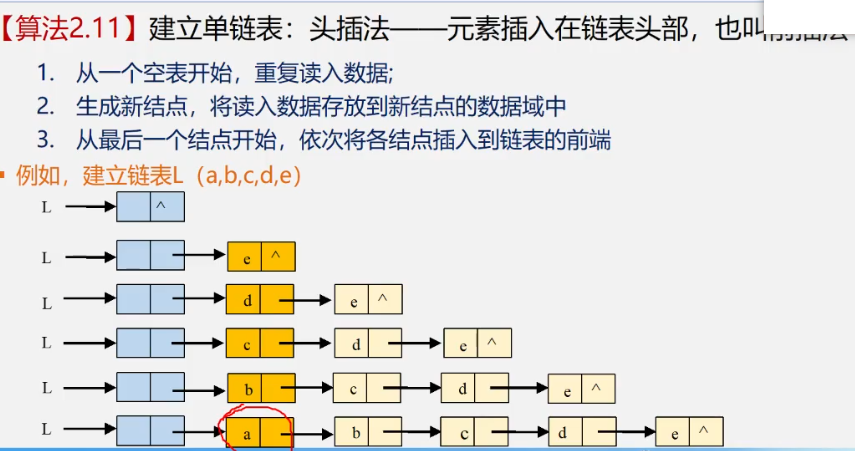 【算法2.11】建立单链表：头插法——元素插入在链表头部，也叫前插法
1. 从一个空表开始，重复读入数据;
2. 生成新结点，将读入数据存放到新结点的数据域中
3. 从最后一个结点开始，依次将各结点插入到链表的前端
▪ 例如，建立链表L（a,b,c,d,e）
L ^
L e ^
L d e ^
L c d e ^
L b c d e ^
L a b c d e ^